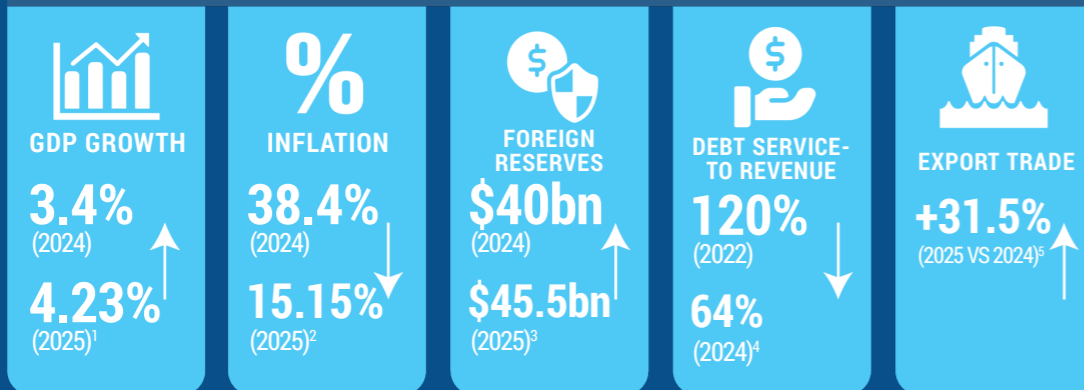 %
GDP GROWTH
3.4%
(2024)
4.23%
(2025)1
INFLATION
38.4%
(2024)
15.15%
(2025)2
$
FOREIGN
RESERVES
$40bn
(2024)
$45.5bn
(2025)3
$
DEBT SERVICE-
TO REVENUE
120%
(2022)
64%
(2024)4
EXPORT TRADE
+31.5%
(2025 VS 2024)5